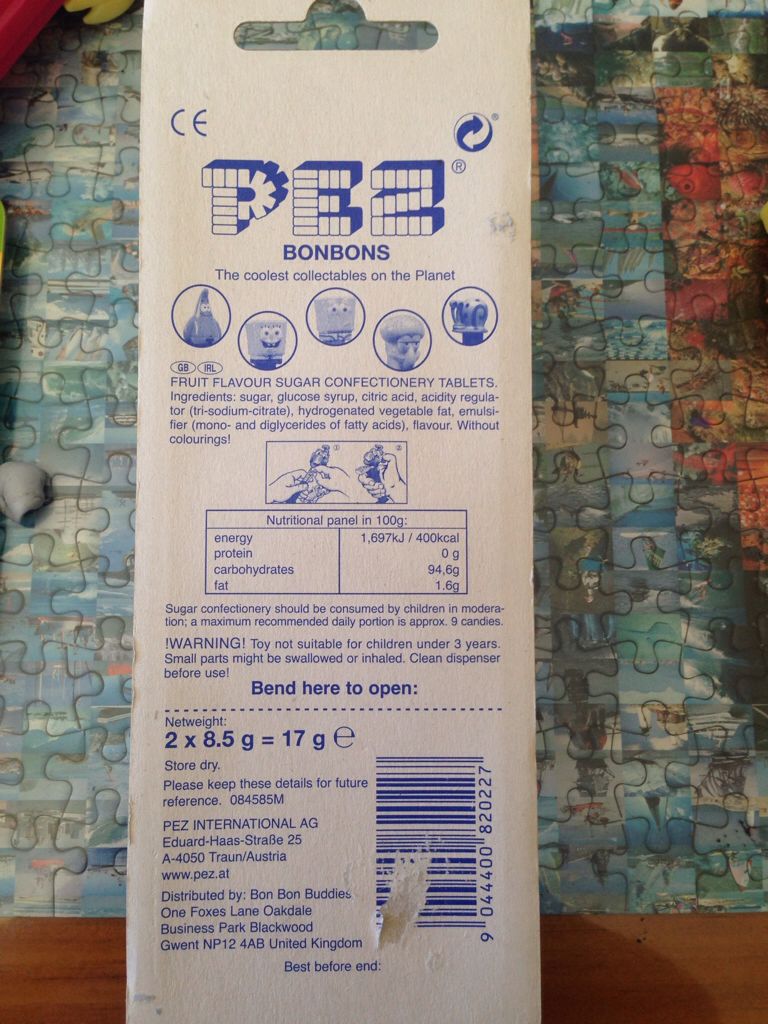 CE
®
PEZ®
BONBONS
The coolest collectables on the Planet
GB IRL
FRUIT FLAVOUR SUGAR CONFECTIONERY TABLETS.
Ingredients: sugar, glucose syrup, citric acid, acidity regula-
tor (tri-sodium-citrate), hydrogenated vegetable fat, emulsi-
fier (mono- and diglycerides of fatty acids), flavour. Without
colourings!
1 2
Nutritional panel in 100g:
energy 1,697kJ / 400kcal
protein 0 g
carbohydrates 94,6g
fat 1.6g
Sugar confectionery should be consumed by children in modera-
tion; a maximum recommended daily portion is approx. 9 candies.
!WARNING! Toy not suitable for children under 3 years.
Small parts might be swallowed or inhaled. Clean dispenser
before use!
Bend here to open:
Netweight:
2 x 8.5 g = 17 g e
Store dry.
Please keep these details for future
reference. 084585M
PEZ INTERNATIONAL AG
Eduard-Haas-Straße 25
A-4050 Traun/Austria
www.pez.at
Distributed by: Bon Bon Buddies
One Foxes Lane Oakdale
Business Park Blackwood
Gwent NP12 4AB United Kingdom
Best before end:
9 044400 820227